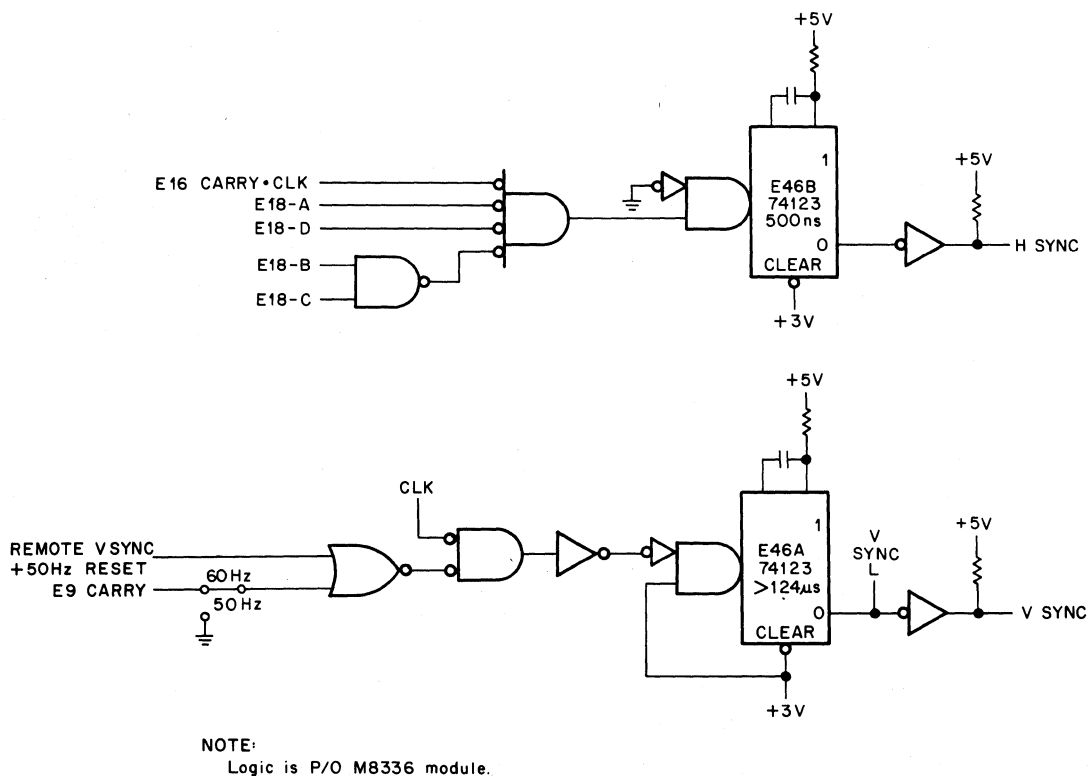 +5V
E16 CARRY•CLK
E18-A
E18-D
E18-B
E18-C
1
E46B
74123
500ns
0
CLEAR
+3V
+5V
H SYNC
+5V
CLK
REMOTE VSYNC
+50Hz RESET
E9 CARRY
60Hz
50Hz
1
E46A
74123
>124µs
0
CLEAR
+3V
V
SYNC
L
+5V
V SYNC
NOTE:
Logic is P/O M8336 module.